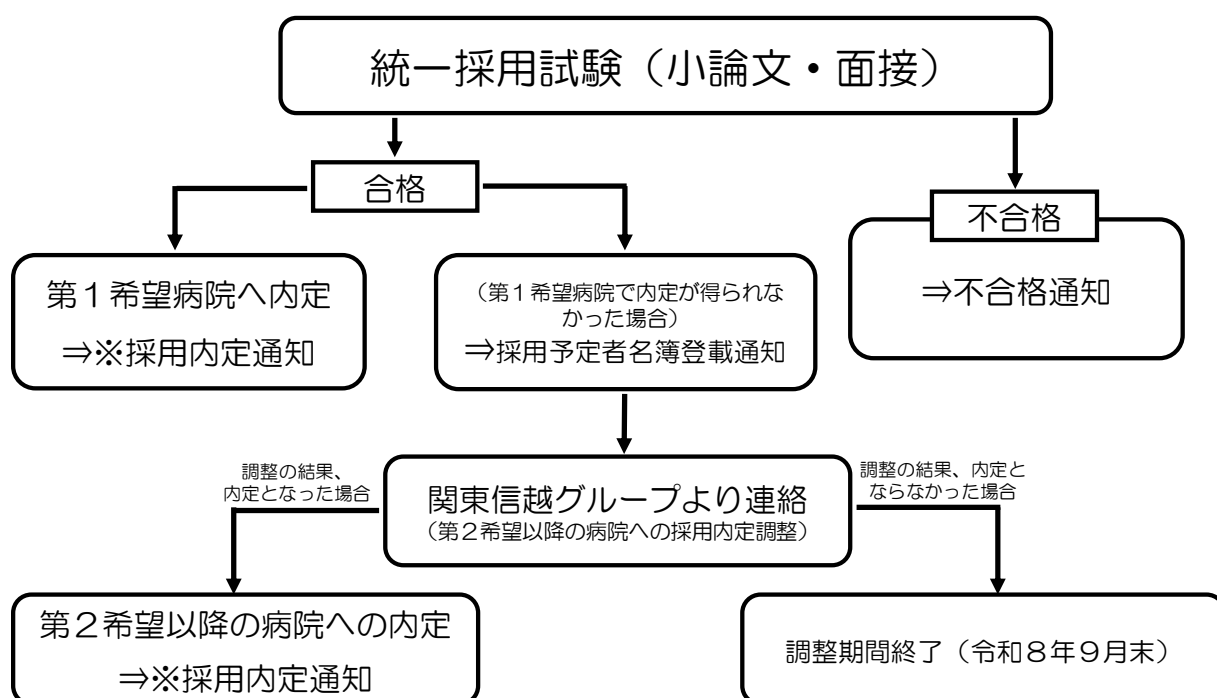 統一採用試験（小論文・面接）
合格
不合格
第１希望病院へ内定
⇒※採用内定通知
（第１希望病院で内定が得られな
かった場合）
⇒採用予定者名簿登載通知
⇒不合格通知
調整の結果、
内定となった場合
関東信越グループより連絡
（第２希望以降の病院への採用内定調整）
調整の結果、内定と
ならなかった場合
第２希望以降の病院への内定
⇒※採用内定通知
調整期間終了（令和８年９月末）